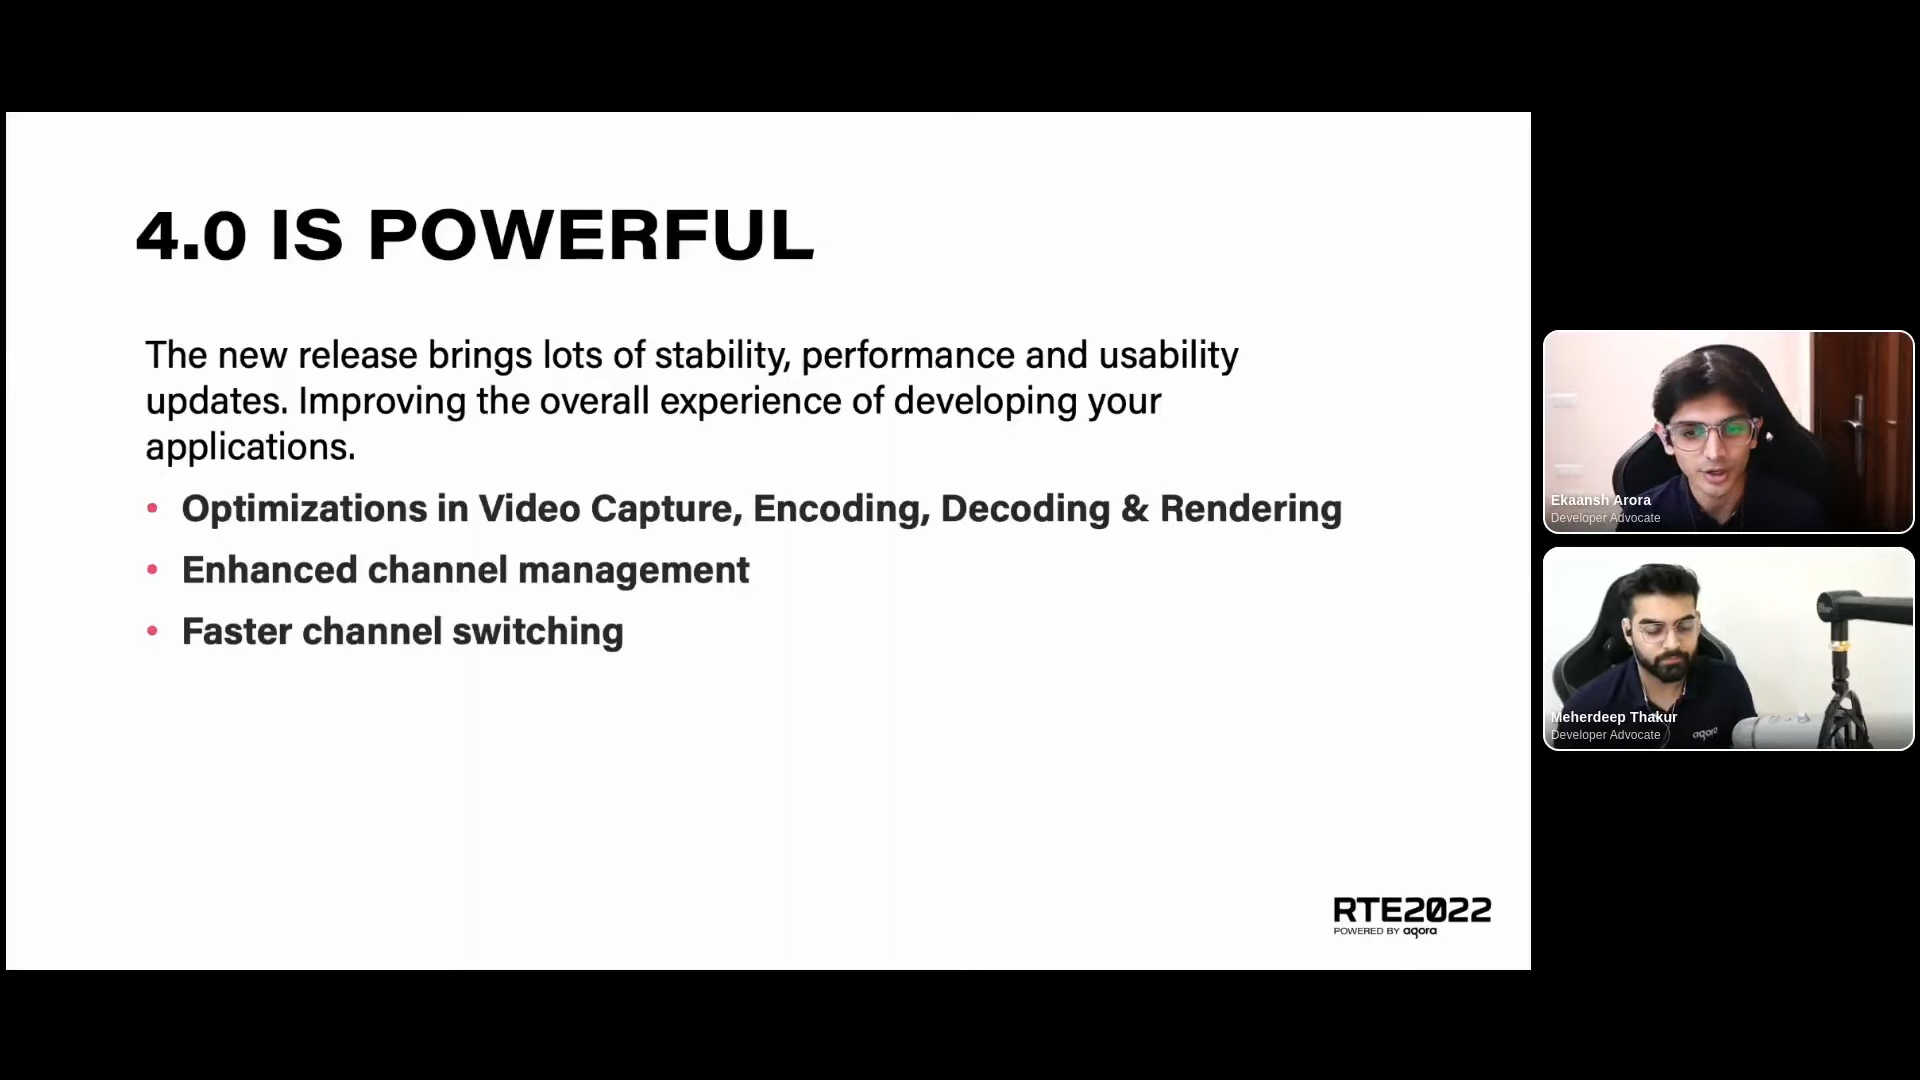 4.0 IS POWERFUL
The new release brings lots of stability, performance and usability
updates. Improving the overall experience of developing your
applications.
• Optimizations in Video Capture, Encoding, Decoding & Rendering
• Enhanced channel management
• Faster channel switching
RTE2022
POWERED BY agora
Ekaansh Arora
Developer Advocate
Meherdeep Thakur
Developer Advocate
agora